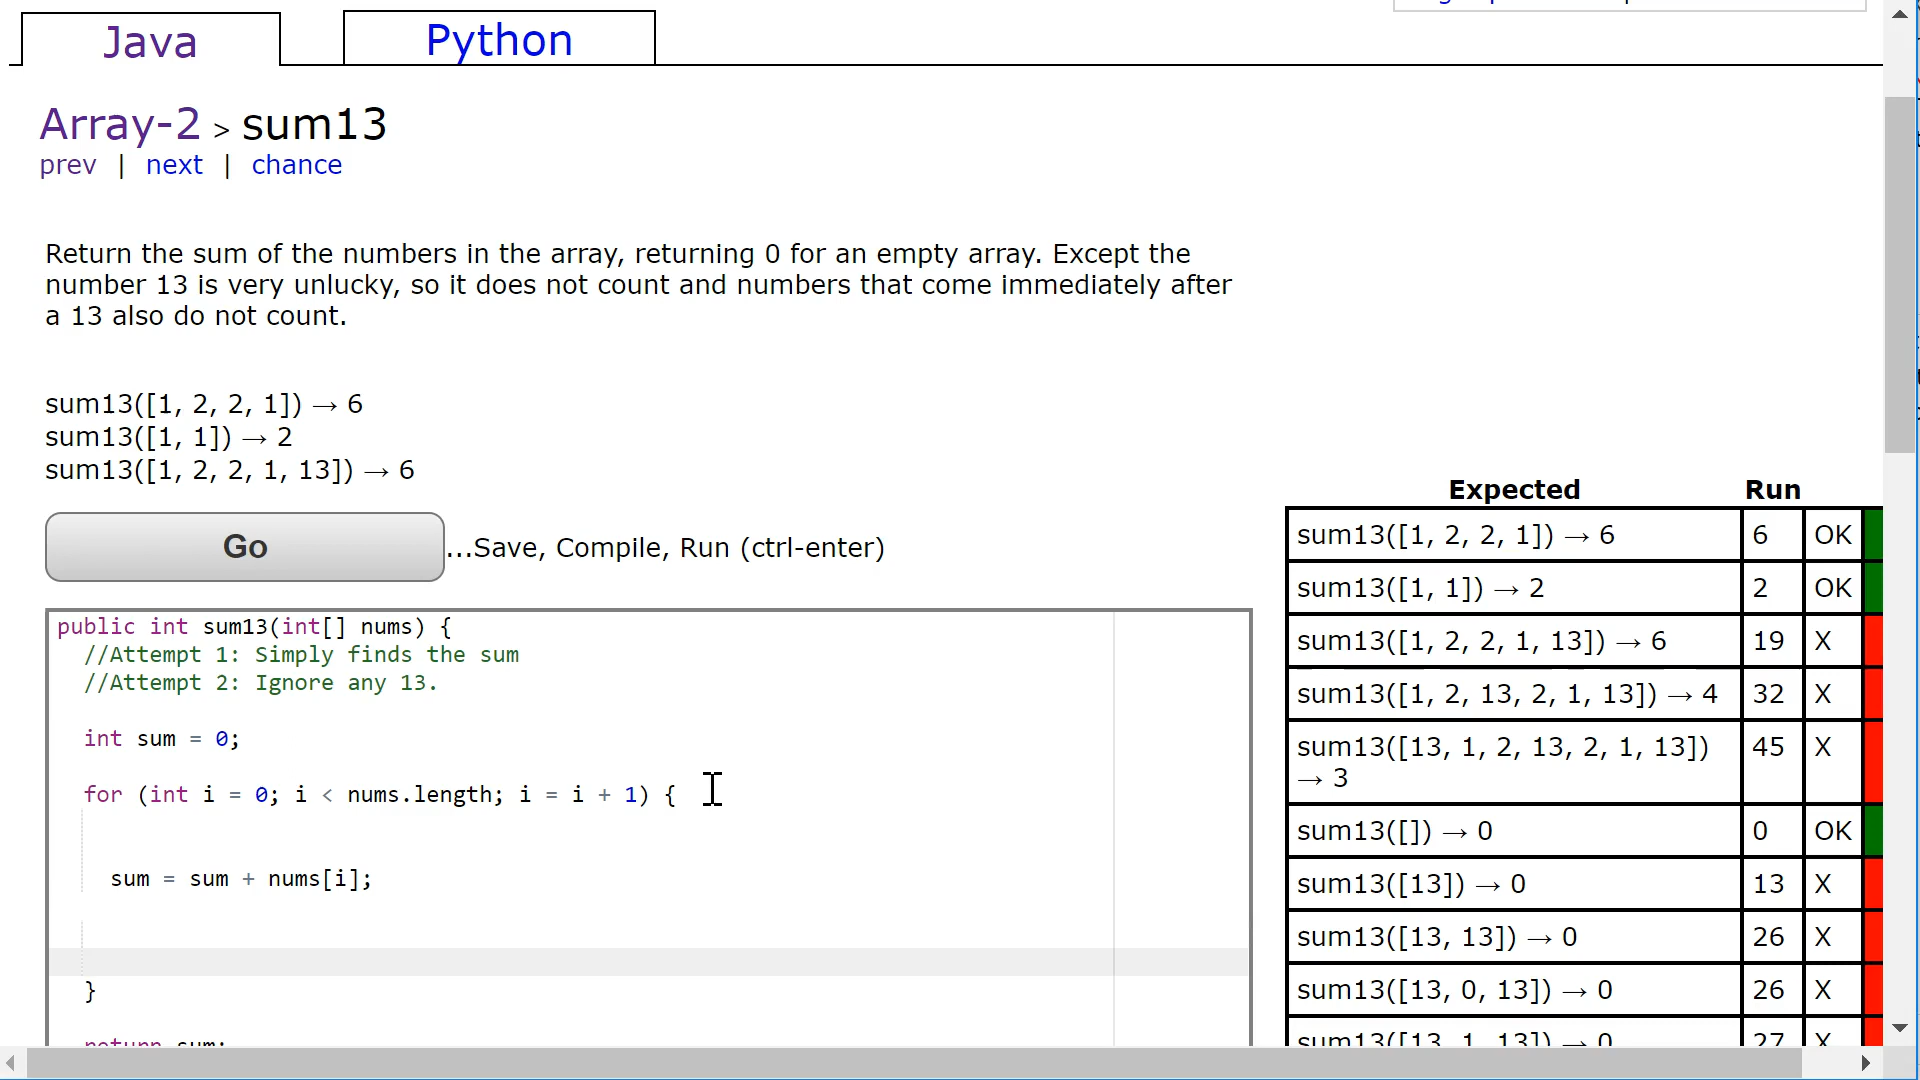 Java
Python
Array-2 > sum13
prev | next | chance
Return the sum of the numbers in the array, returning 0 for an empty array. Except the
number 13 is very unlucky, so it does not count and numbers that come immediately after
a 13 also do not count.
sum13([1, 2, 2, 1]) → 6
sum13([1, 1]) → 2
sum13([1, 2, 2, 1, 13]) → 6
Go ...Save, Compile, Run (ctrl-enter)
public int sum13(int[] nums) {
//Attempt 1: Simply finds the sum
//Attempt 2: Ignore any 13.
int sum = 0;
for (int i = 0; i < nums.length; i = i + 1) {
sum = sum + nums[i];
}
return sum;
Expected Run
sum13([1, 2, 2, 1]) → 6 6 OK
sum13([1, 1]) → 2 2 OK
sum13([1, 2, 2, 1, 13]) → 6 19 X
sum13([1, 2, 13, 2, 1, 13]) → 4 32 X
sum13([13, 1, 2, 13, 2, 1, 13]) 45 X
→ 3
sum13([]) → 0 0 OK
sum13([13]) → 0 13 X
sum13([13, 13]) → 0 26 X
sum13([13, 0, 13]) → 0 26 X
sum13([13, 1, 13]) → 0 27 X